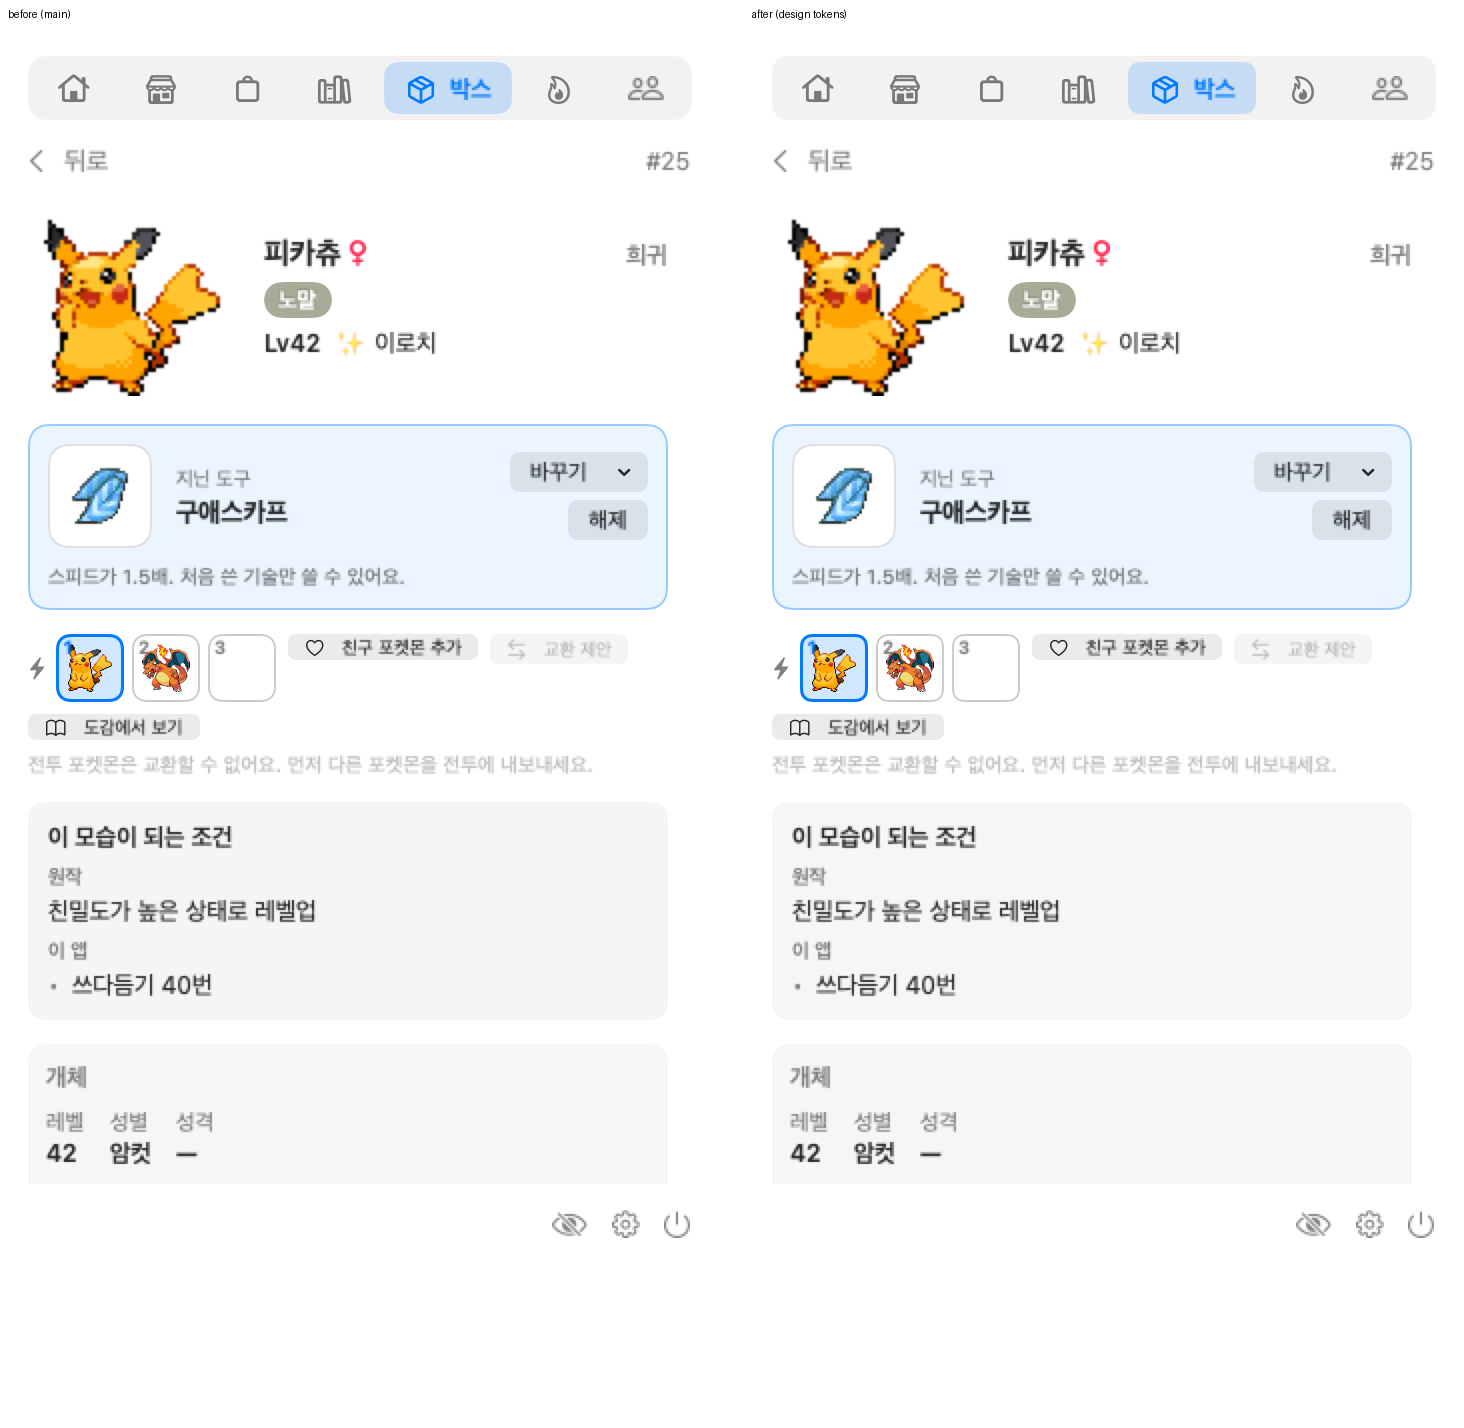 before (main)
박스
뒤로
#25
피카츄 ♀
희귀
노말
Lv42 ✨ 이로치
지닌 도구
구애스카프
바꾸기
해제
스피드가 1.5배. 처음 쓴 기술만 쓸 수 있어요.
1
2
3
친구 포켓몬 추가
교환 제안
도감에서 보기
전투 포켓몬은 교환할 수 없어요. 먼저 다른 포켓몬을 전투에 내보내세요.
이 모습이 되는 조건
원작
친밀도가 높은 상태로 레벨업
이 앱
• 쓰다듬기 40번
개체
레벨 성별 성격
42 암컷 —
after (design tokens)
박스
뒤로
#25
피카츄 ♀
희귀
노말
Lv42 ✨ 이로치
지닌 도구
구애스카프
바꾸기
해제
스피드가 1.5배. 처음 쓴 기술만 쓸 수 있어요.
1
2
3
친구 포켓몬 추가
교환 제안
도감에서 보기
전투 포켓몬은 교환할 수 없어요. 먼저 다른 포켓몬을 전투에 내보내세요.
이 모습이 되는 조건
원작
친밀도가 높은 상태로 레벨업
이 앱
• 쓰다듬기 40번
개체
레벨 성별 성격
42 암컷 —